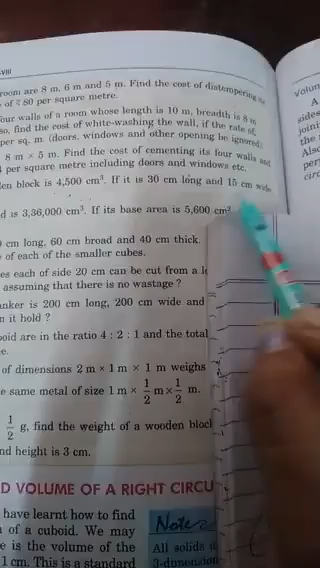 VIII
room are 8 m, 6 m and 5 m. Find the cost of distempering the
of ₹ 80 per square metre.
four walls of a room whose length is 10 m, breadth is 8 m
so, find the cost of white-washing the wall, if the rate of
per sq. m. (doors, windows and other opening be ignored)
8 m × 5 m. Find the cost of cementing its four walls and
per square metre including doors and windows etc.
en block is 4,500 cm³. If it is 30 cm long and 15 cm wide
d is 3,36,000 cm³. If its base area is 5,600 cm²
cm long, 60 cm broad and 40 cm thick.
of each of the smaller cubes.
es each side 20 cm can be cut from a
assuming that there is no wastage ?
anker is 200 cm long, 200 cm wide and
n it hold ?
oid are in the ratio 4 : 2 : 1 and the total
e.
of dimensions 2 m × 1 m × 1 m weighs
e same metal of size 1 m × 1/2 m × 1/2 m.
1/2 g, find the weight of a wooden block
nd height is 3 cm.
D VOLUME OF A RIGHT CIRCU
have learnt how to find
of a cuboid. We may
e is the volume of the
1 cm. This is a standard
Note
All solids
3-dimension
Volum
A
sides
joini
the
Also
per
circ